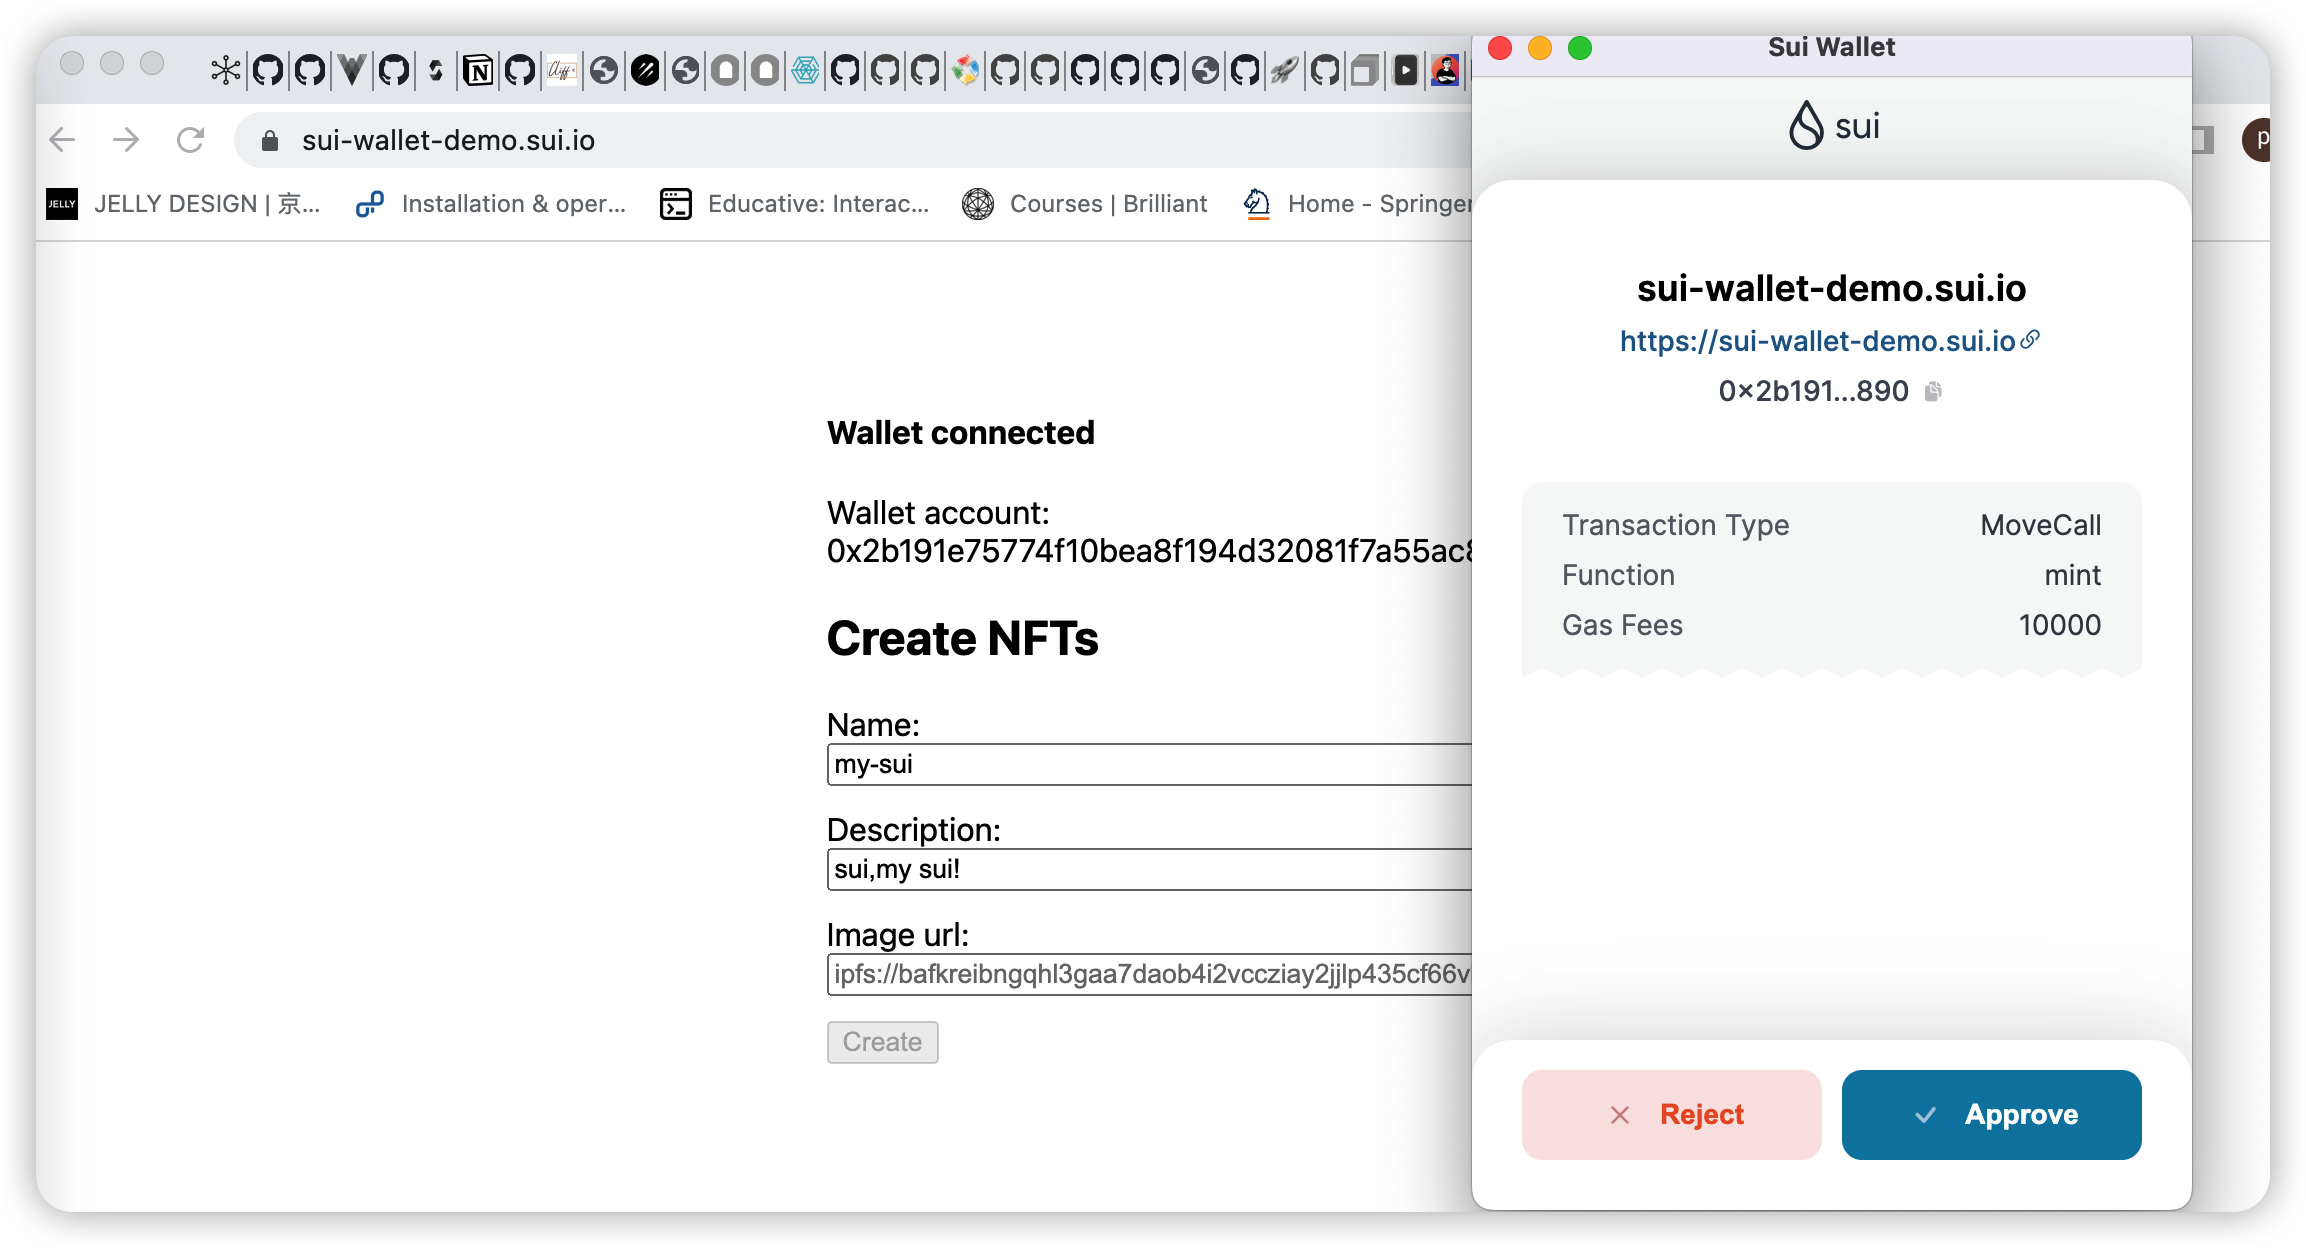 sui-wallet-demo.sui.io
JELLY
JELLY DESIGN | 京...
Installation & oper...
Educative: Interac...
Courses | Brilliant
Home - Springer
p
Wallet connected
Wallet account:
0x2b191e75774f10bea8f194d32081f7a55ac8
Create NFTs
Name:
my-sui
Description:
sui,my sui!
Image url:
ipfs://bafkreibngqhl3gaa7daob4i2vccziay2jjlp435cf66v
Create
Sui Wallet
sui
sui-wallet-demo.sui.io
https://sui-wallet-demo.sui.io
0x2b191...890
Transaction Type MoveCall
Function mint
Gas Fees 10000
Reject
Approve